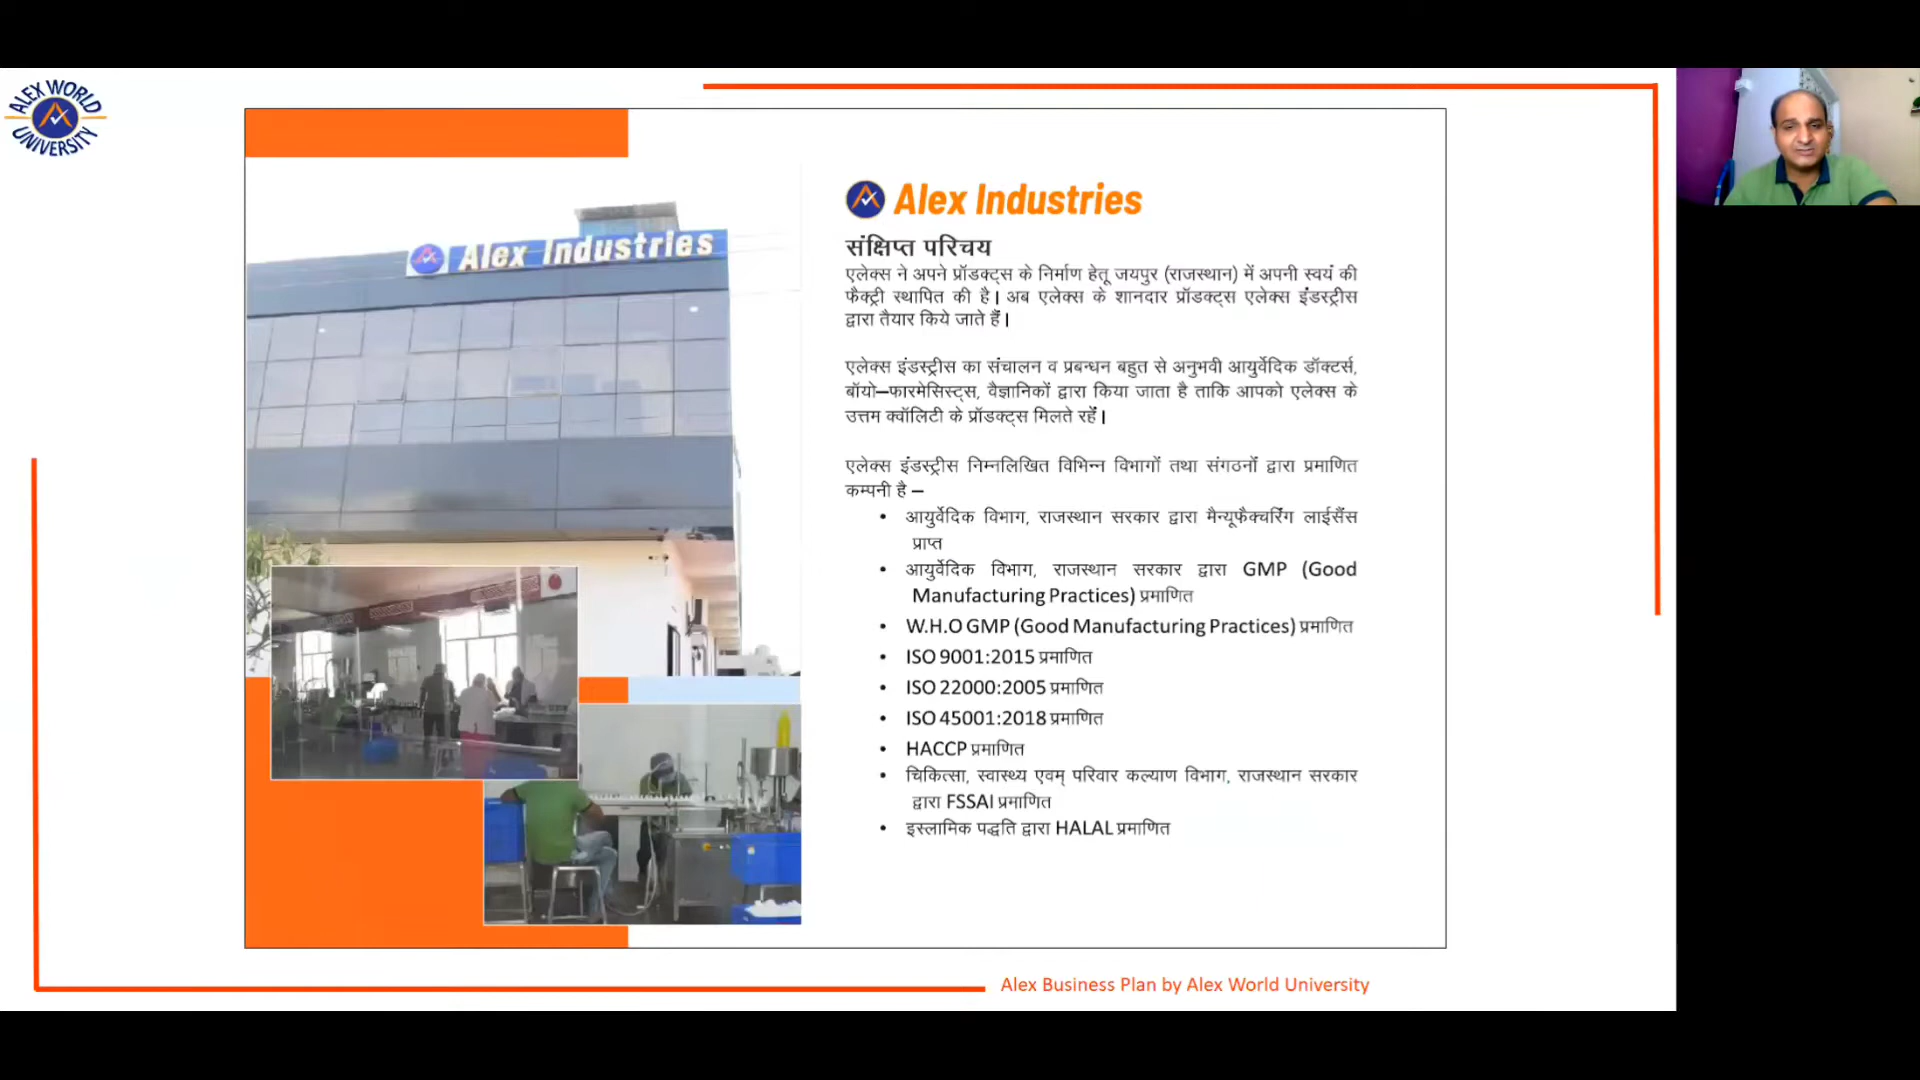 ALEX WORLD
UNIVERSITY
Alex Industries
Alex Industries
संक्षिप्त परिचय
एलेक्स ने अपने प्रॉडक्ट्स के निर्माण हेतू जयपुर (राजस्थान) में अपनी स्वयं की
फैक्ट्री स्थापित की है। अब एलेक्स के शानदार प्रॉडक्ट्स एलेक्स इंडस्ट्रीस
द्वारा तैयार किये जाते हैं।
एलेक्स इंडस्ट्रीस का संचालन व प्रबन्धन बहुत से अनुभवी आयुर्वेदिक डॉक्टर्स,
बॉयो–फारमेसिस्ट्स, वैज्ञानिकों द्वारा किया जाता है ताकि आपको एलेक्स के
उत्तम क्वॉलिटी के प्रॉडक्ट्स मिलते रहें।
एलेक्स इंडस्ट्रीस निम्नलिखित विभिन्न विभागों तथा संगठनों द्वारा प्रमाणित
कम्पनी है –
• आयुर्वेदिक विभाग, राजस्थान सरकार द्वारा मैन्यूफैक्चरिंग लाईसैंस
प्राप्त
• आयुर्वेदिक विभाग, राजस्थान सरकार द्वारा GMP (Good
Manufacturing Practices) प्रमाणित
• W.H.O GMP (Good Manufacturing Practices) प्रमाणित
• ISO 9001:2015 प्रमाणित
• ISO 22000:2005 प्रमाणित
• ISO 45001:2018 प्रमाणित
• HACCP प्रमाणित
• चिकित्सा, स्वास्थ्य एवम् परिवार कल्याण विभाग, राजस्थान सरकार
द्वारा FSSAI प्रमाणित
• इस्लामिक पद्धति द्वारा HALAL प्रमाणित
Alex Business Plan by Alex World University